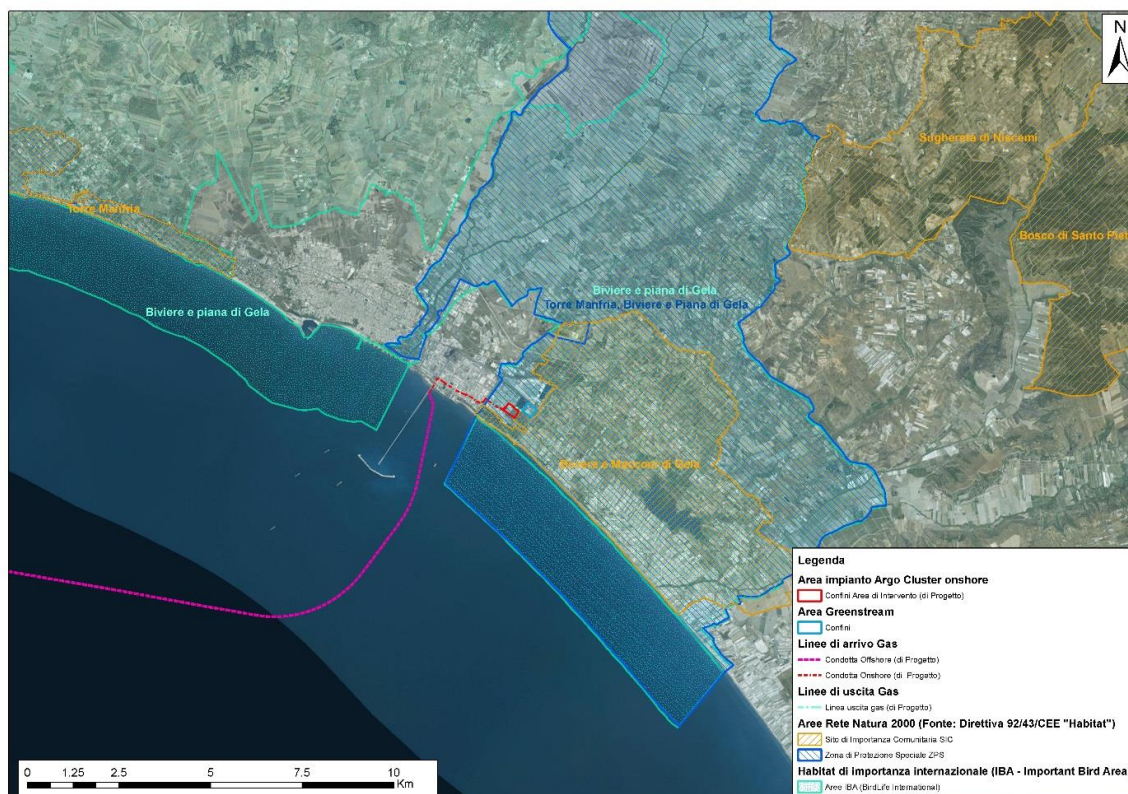 N
Sughereta di Niscemi
Torre Manfria
Bosco di Santo Piet
Biviere e piana di Gela
Torre Manfria, Biviere e Piana di Gela
Biviere e piana di Gela
Biviere e Macconi di Gela
Legenda
Area impianto Argo Cluster onshore
Confini Area di Intervento (di Progetto)
Area Greenstream
Confini
Linee di arrivo Gas
Condotta Offshore (di Progetto)
Condotta Onshore (di Progetto)
Linee di uscita Gas
Linea uscita gas (di Progetto)
Aree Rete Natura 2000 (Fonte: Direttiva 92/43/CEE "Habitat")
Sito di Importanza Comunitaria SIC
Zona di Protezione Speciale ZPS
Habitat di importanza internazionale (IBA - Important Bird Area
Aree IBA (BirdLife International)
0 1.25 2.5 5 7.5 10
Km